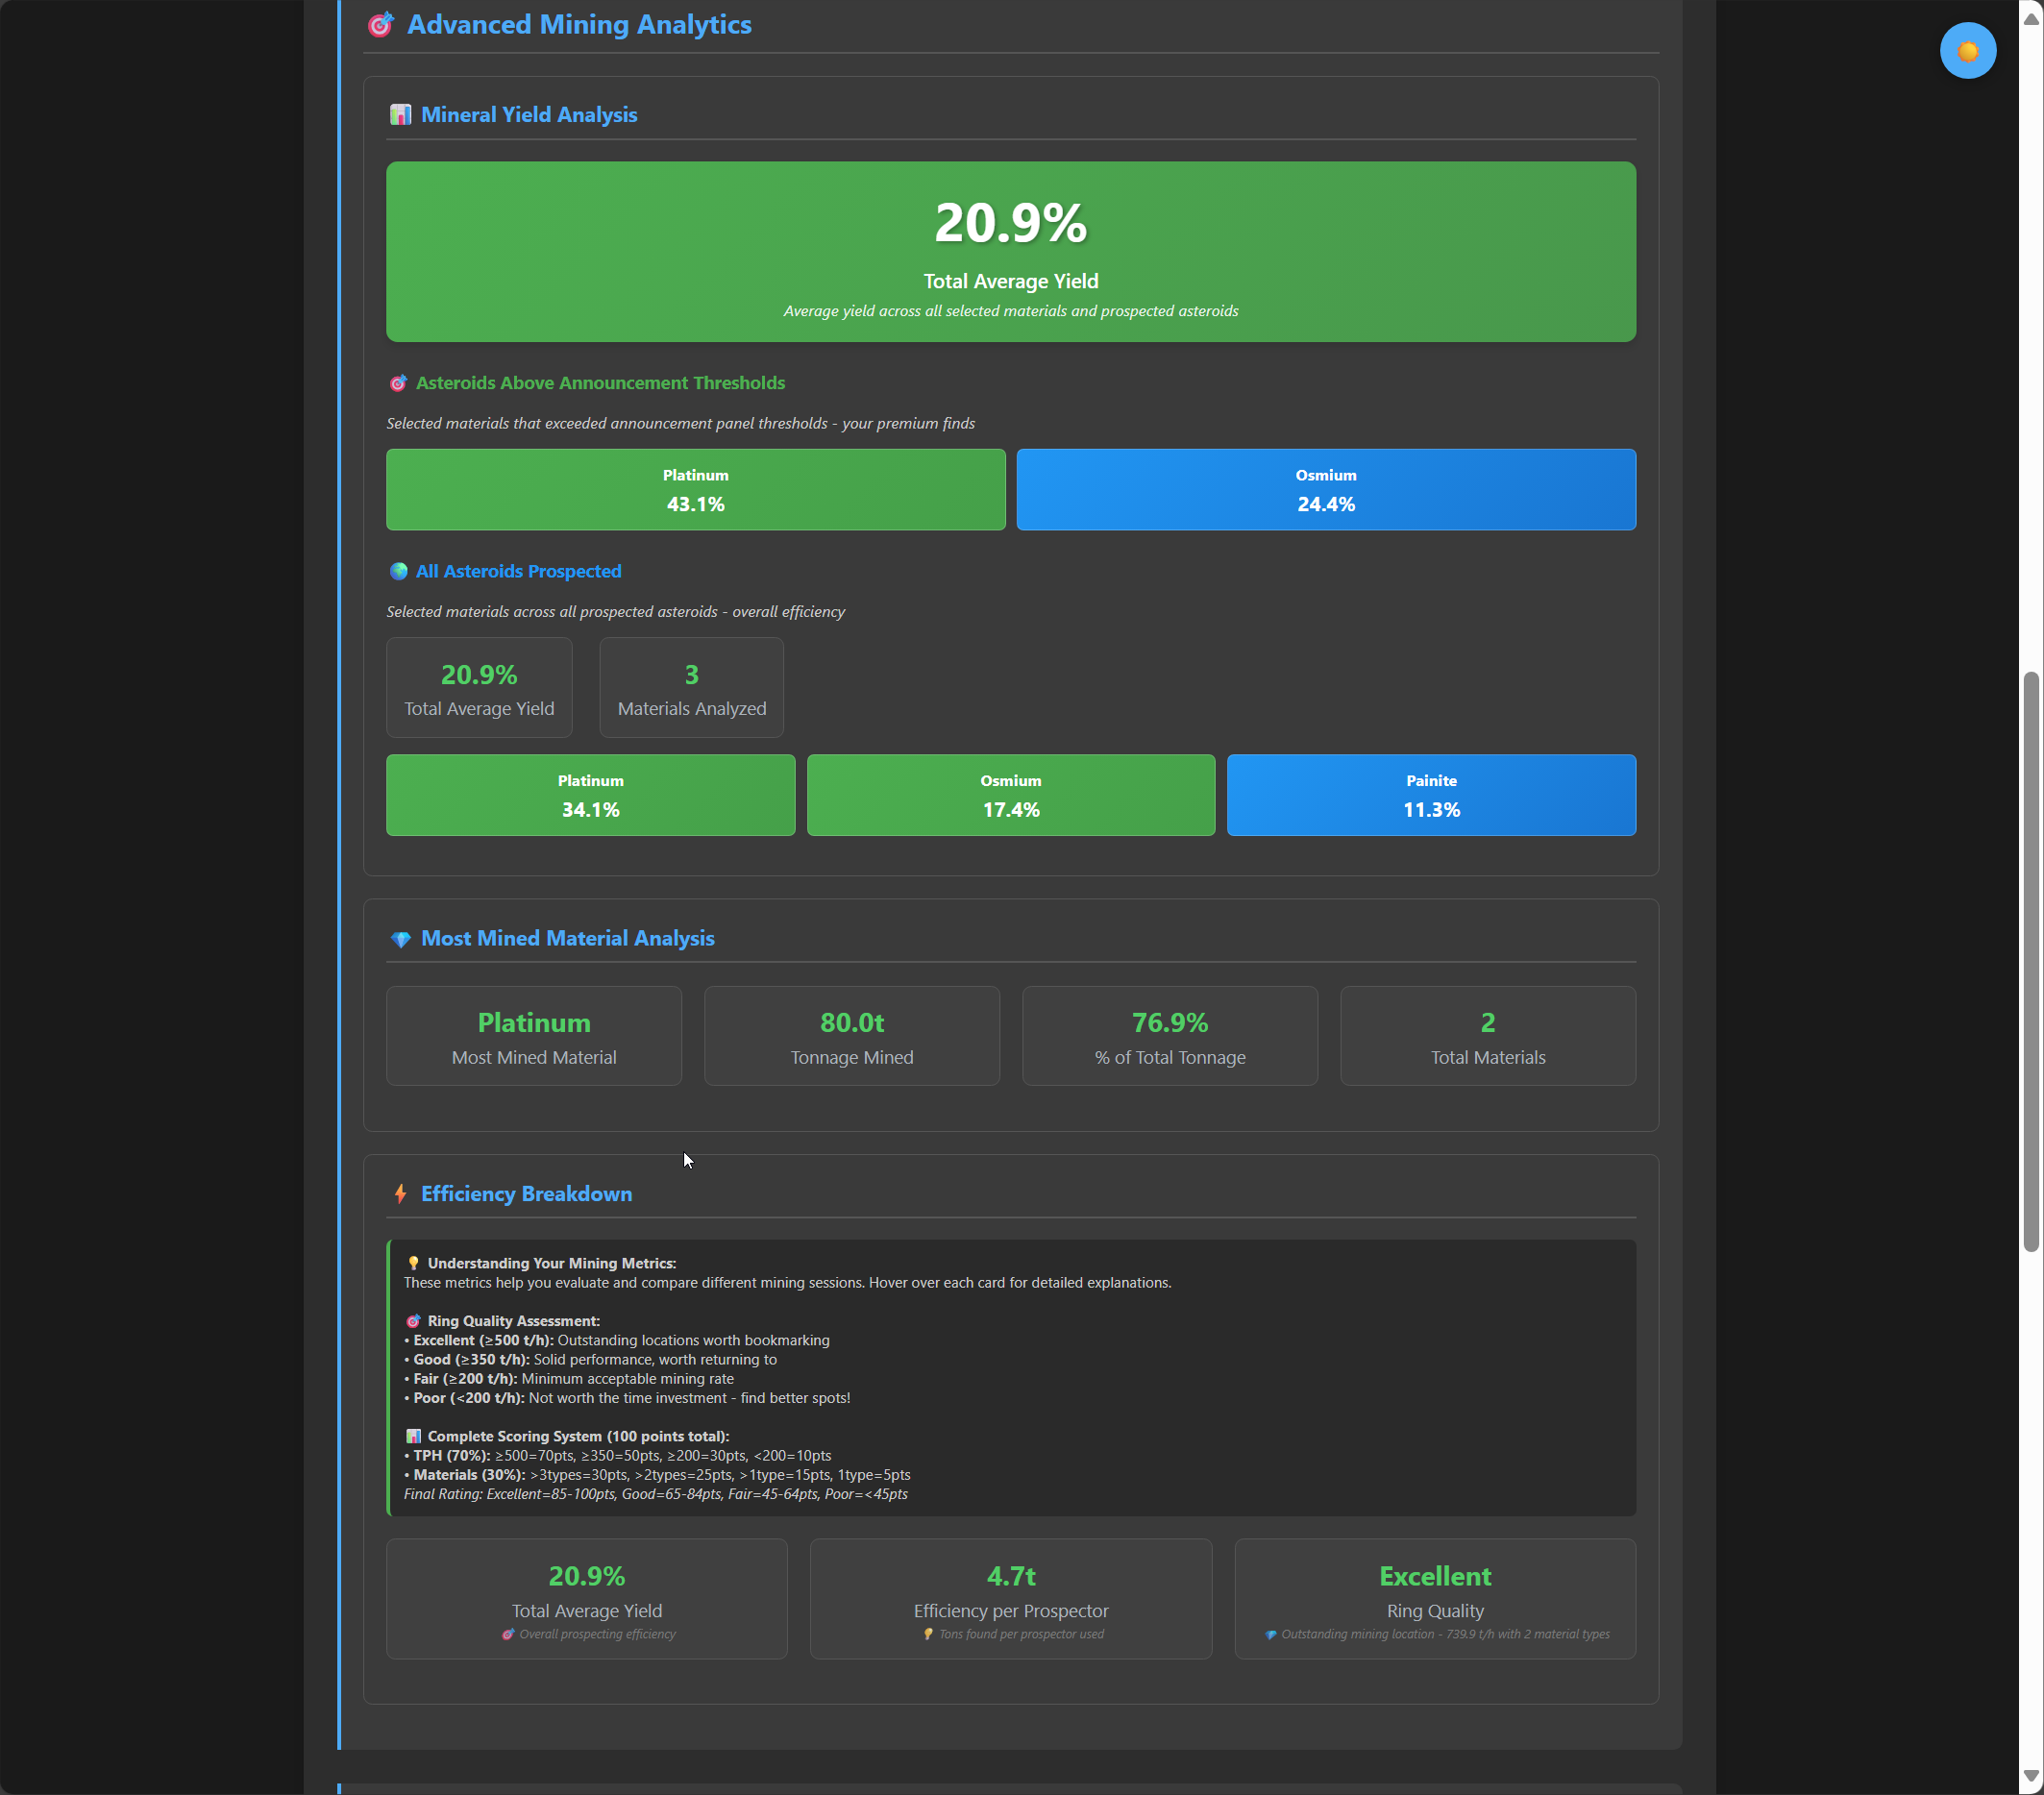 Advanced Mining Analytics
Mineral Yield Analysis
20.9%
Total Average Yield
Average yield across all selected materials and prospected asteroids
Asteroids Above Announcement Thresholds
Selected materials that exceeded announcement panel thresholds - your premium finds
Platinum
43.1%
Osmium
24.4%
All Asteroids Prospected
Selected materials across all prospected asteroids - overall efficiency
20.9%
Total Average Yield
3
Materials Analyzed
Platinum
34.1%
Osmium
17.4%
Painite
11.3%
Most Mined Material Analysis
Platinum
Most Mined Material
80.0t
Tonnage Mined
76.9%
% of Total Tonnage
2
Total Materials
Efficiency Breakdown
Understanding Your Mining Metrics:
These metrics help you evaluate and compare different mining sessions. Hover over each card for detailed explanations.
Ring Quality Assessment:
• Excellent (≥500 t/h): Outstanding locations worth bookmarking
• Good (≥350 t/h): Solid performance, worth returning to
• Fair (≥200 t/h): Minimum acceptable mining rate
• Poor (<200 t/h): Not worth the time investment - find better spots!
Complete Scoring System (100 points total):
• TPH (70%): ≥500=70pts, ≥350=50pts, ≥200=30pts, <200=10pts
• Materials (30%): >3types=30pts, >2types=25pts, >1type=15pts, 1type=5pts
Final Rating: Excellent=85-100pts, Good=65-84pts, Fair=45-64pts, Poor=<45pts
20.9%
Total Average Yield
Overall prospecting efficiency
4.7t
Efficiency per Prospector
Tons found per prospector used
Excellent
Ring Quality
Outstanding mining location - 739.9 t/h with 2 material types